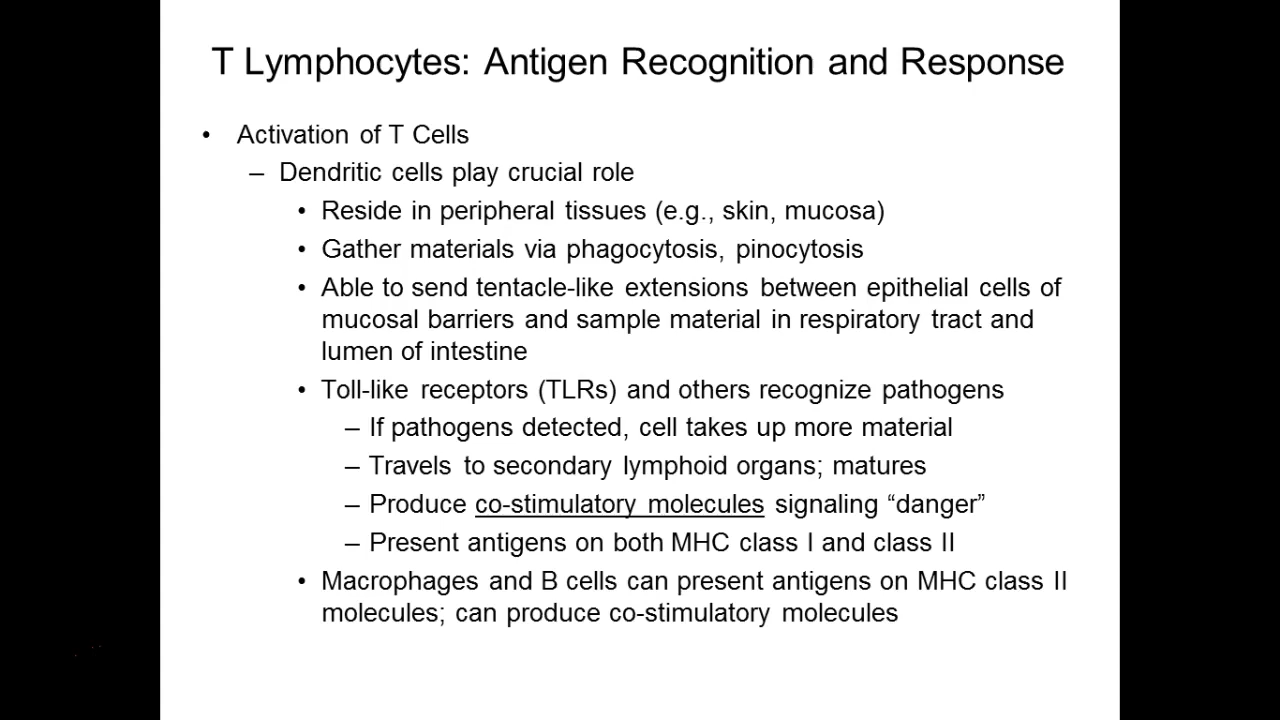 T Lymphocytes: Antigen Recognition and Response
• Activation of T Cells
– Dendritic cells play crucial role
• Reside in peripheral tissues (e.g., skin, mucosa)
• Gather materials via phagocytosis, pinocytosis
• Able to send tentacle-like extensions between epithelial cells of
mucosal barriers and sample material in respiratory tract and
lumen of intestine
• Toll-like receptors (TLRs) and others recognize pathogens
– If pathogens detected, cell takes up more material
– Travels to secondary lymphoid organs; matures
– Produce co-stimulatory molecules signaling “danger”
– Present antigens on both MHC class I and class II
• Macrophages and B cells can present antigens on MHC class II
molecules; can produce co-stimulatory molecules